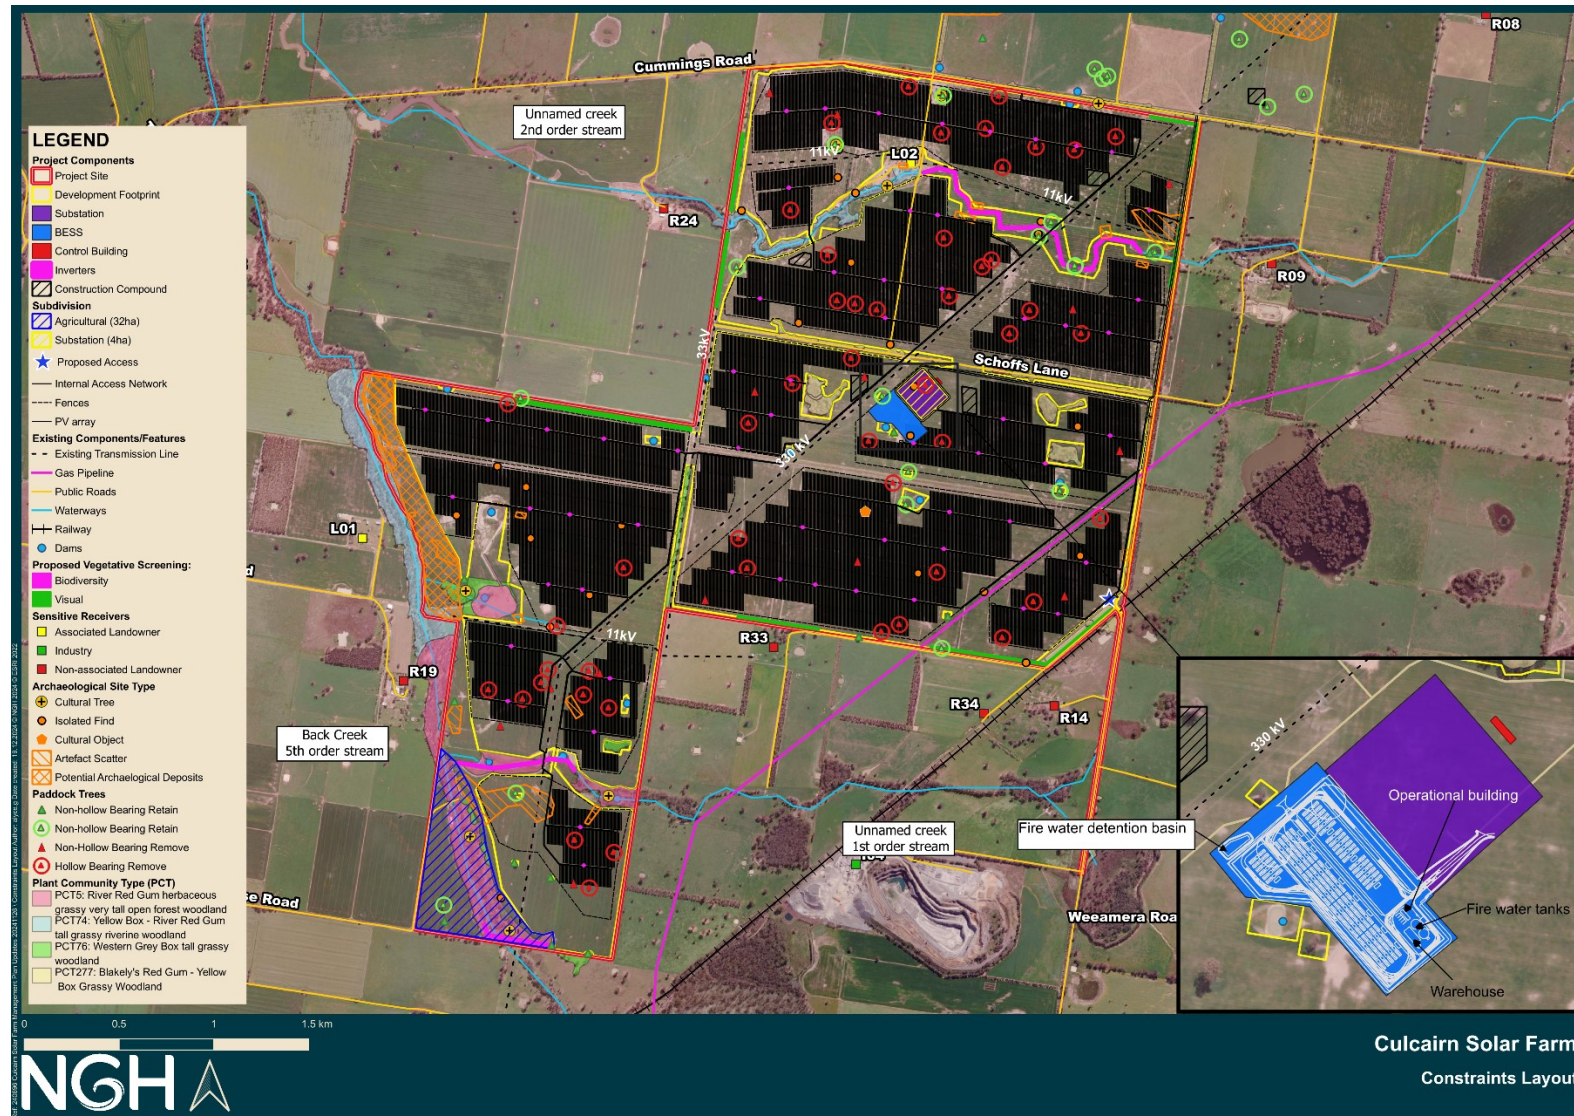 Cummings Road
R08
Unnamed creek
2nd order stream
LEGEND
Project Components
Project Site
Development Footprint
Substation
BESS
Control Building
Inverters
Construction Compound
Subdivision
Agricultural (32ha)
Substation (4ha)
Proposed Access
Internal Access Network
Fences
PV array
Existing Components/Features
Existing Transmission Line
Gas Pipeline
Public Roads
Waterways
Railway
Dams
Proposed Vegetative Screening:
Biodiversity
Visual
Sensitive Receivers
Associated Landowner
Industry
Non-associated Landowner
Archaeological Site Type
Cultural Tree
Isolated Find
Cultural Object
Artefact Scatter
Potential Archaeological Deposits
Paddock Trees
Non-hollow Bearing Retain
Non-hollow Bearing Retain
Non-Hollow Bearing Remove
Hollow Bearing Remove
Plant Community Type (PCT)
PCT5: River Red Gum herbaceous
grassy very tall open forest woodland
PCT74: Yellow Box - River Red Gum
tall grassy riverine woodland
PCT76: Western Grey Box tall grassy
woodland
PCT277: Blakely's Red Gum - Yellow
Box Grassy Woodland
11kV
L02
11kV
R24
R09
33kV
Schoffs Lane
330 kV
L01
11kV
R33
R19
R34
R14
Back Creek
5th order stream
Unnamed creek
1st order stream
se Road
Weeamera Roa
330 kV
Operational building
Fire water detention basin
Fire water tanks
Warehouse
0 0.5 1 1.5 km
NGH
Culcairn Solar Farm
Constraints Layout